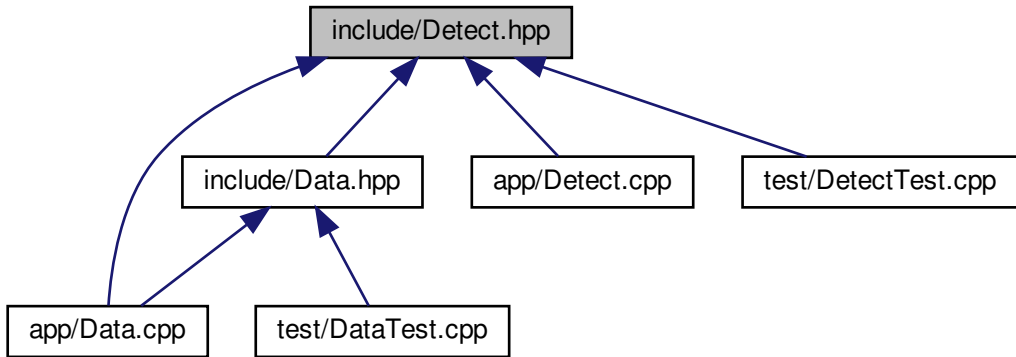 include/Detect.hpp
include/Data.hpp
app/Detect.cpp
test/DetectTest.cpp
app/Data.cpp
test/DataTest.cpp